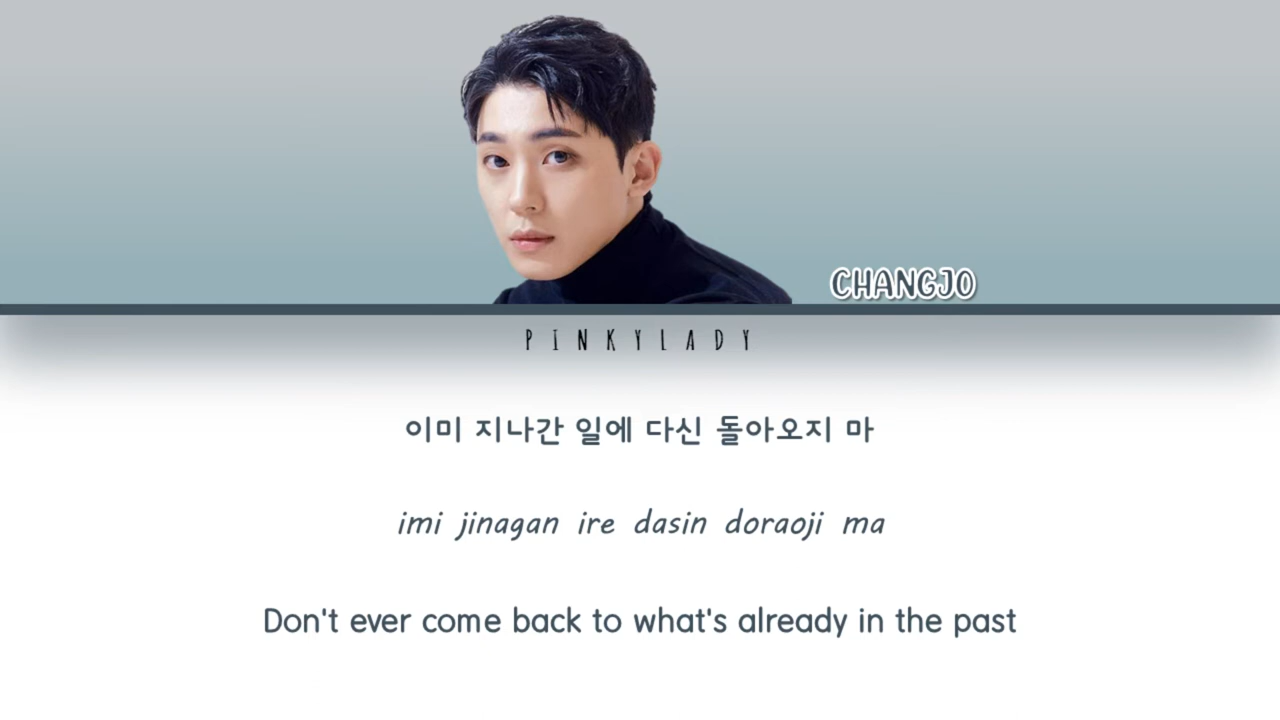 CHANGJO
PINKYLADY
이미 지나간 일에 다신 돌아오지 마
imi jinagan ire dasin doraoji ma
Don't ever come back to what's already in the past